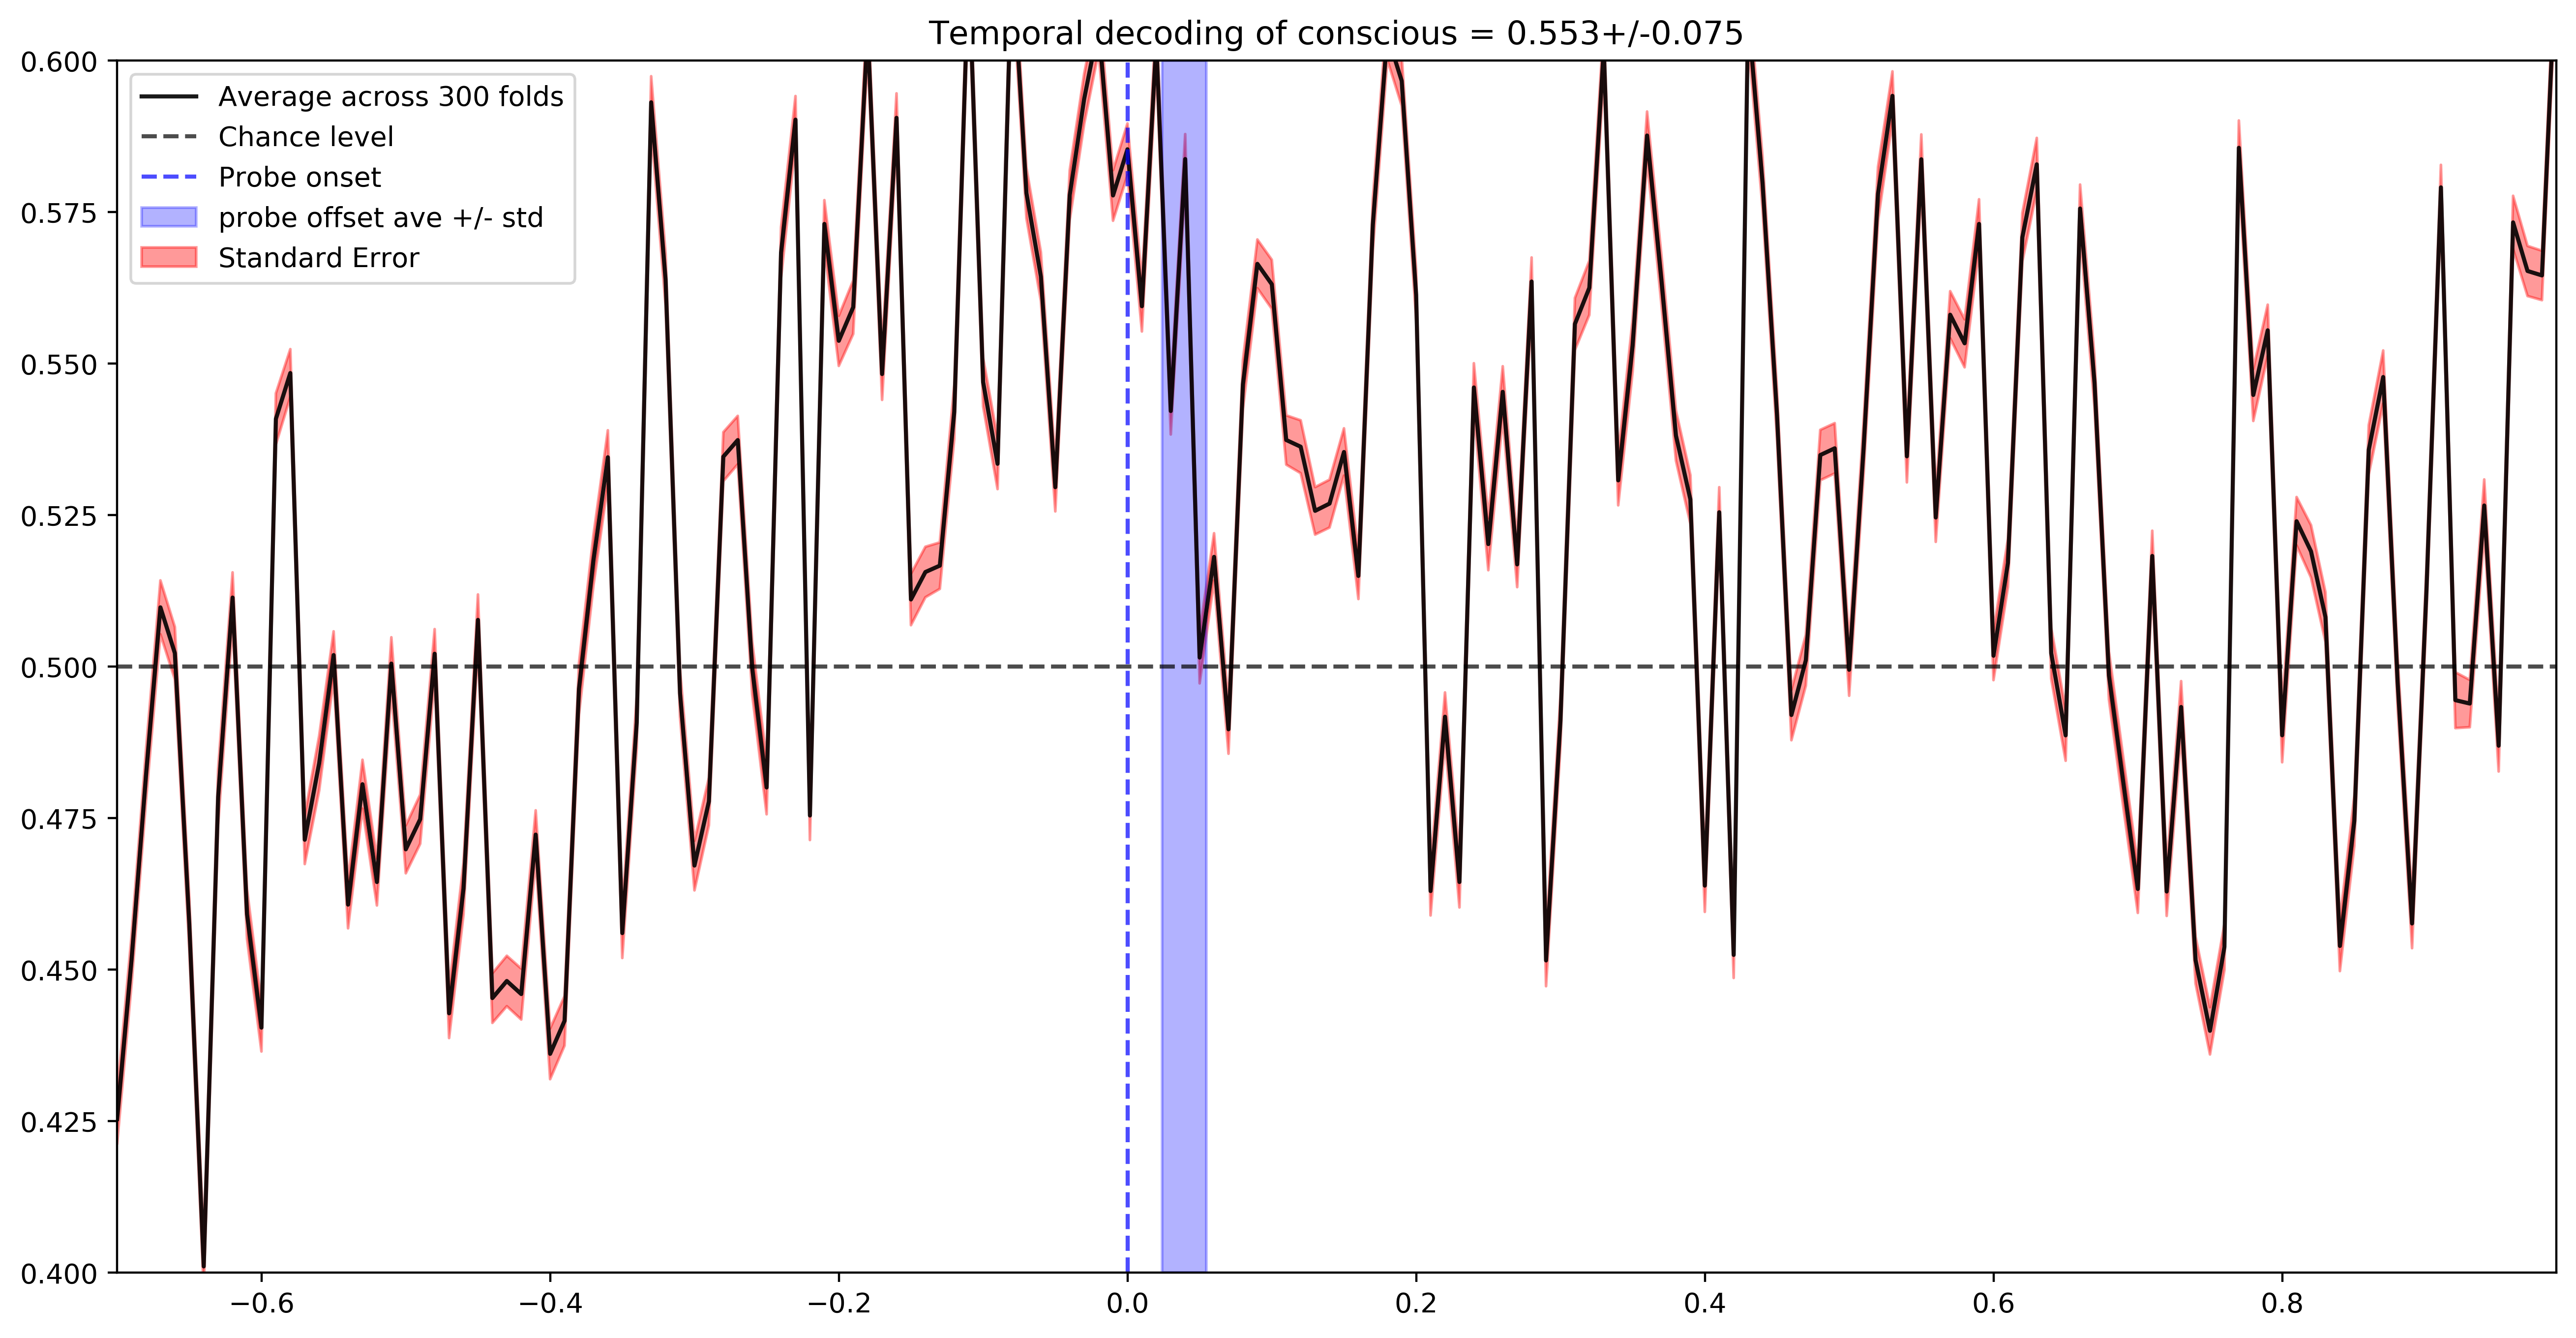 Temporal decoding of conscious = 0.553+/-0.075
0.600
0.575
0.550
0.525
0.500
0.475
0.450
0.425
0.400
Average across 300 folds
Chance level
Probe onset
probe offset ave +/- std
Standard Error
−0.6 −0.4 −0.2 0.0 0.2 0.4 0.6 0.8